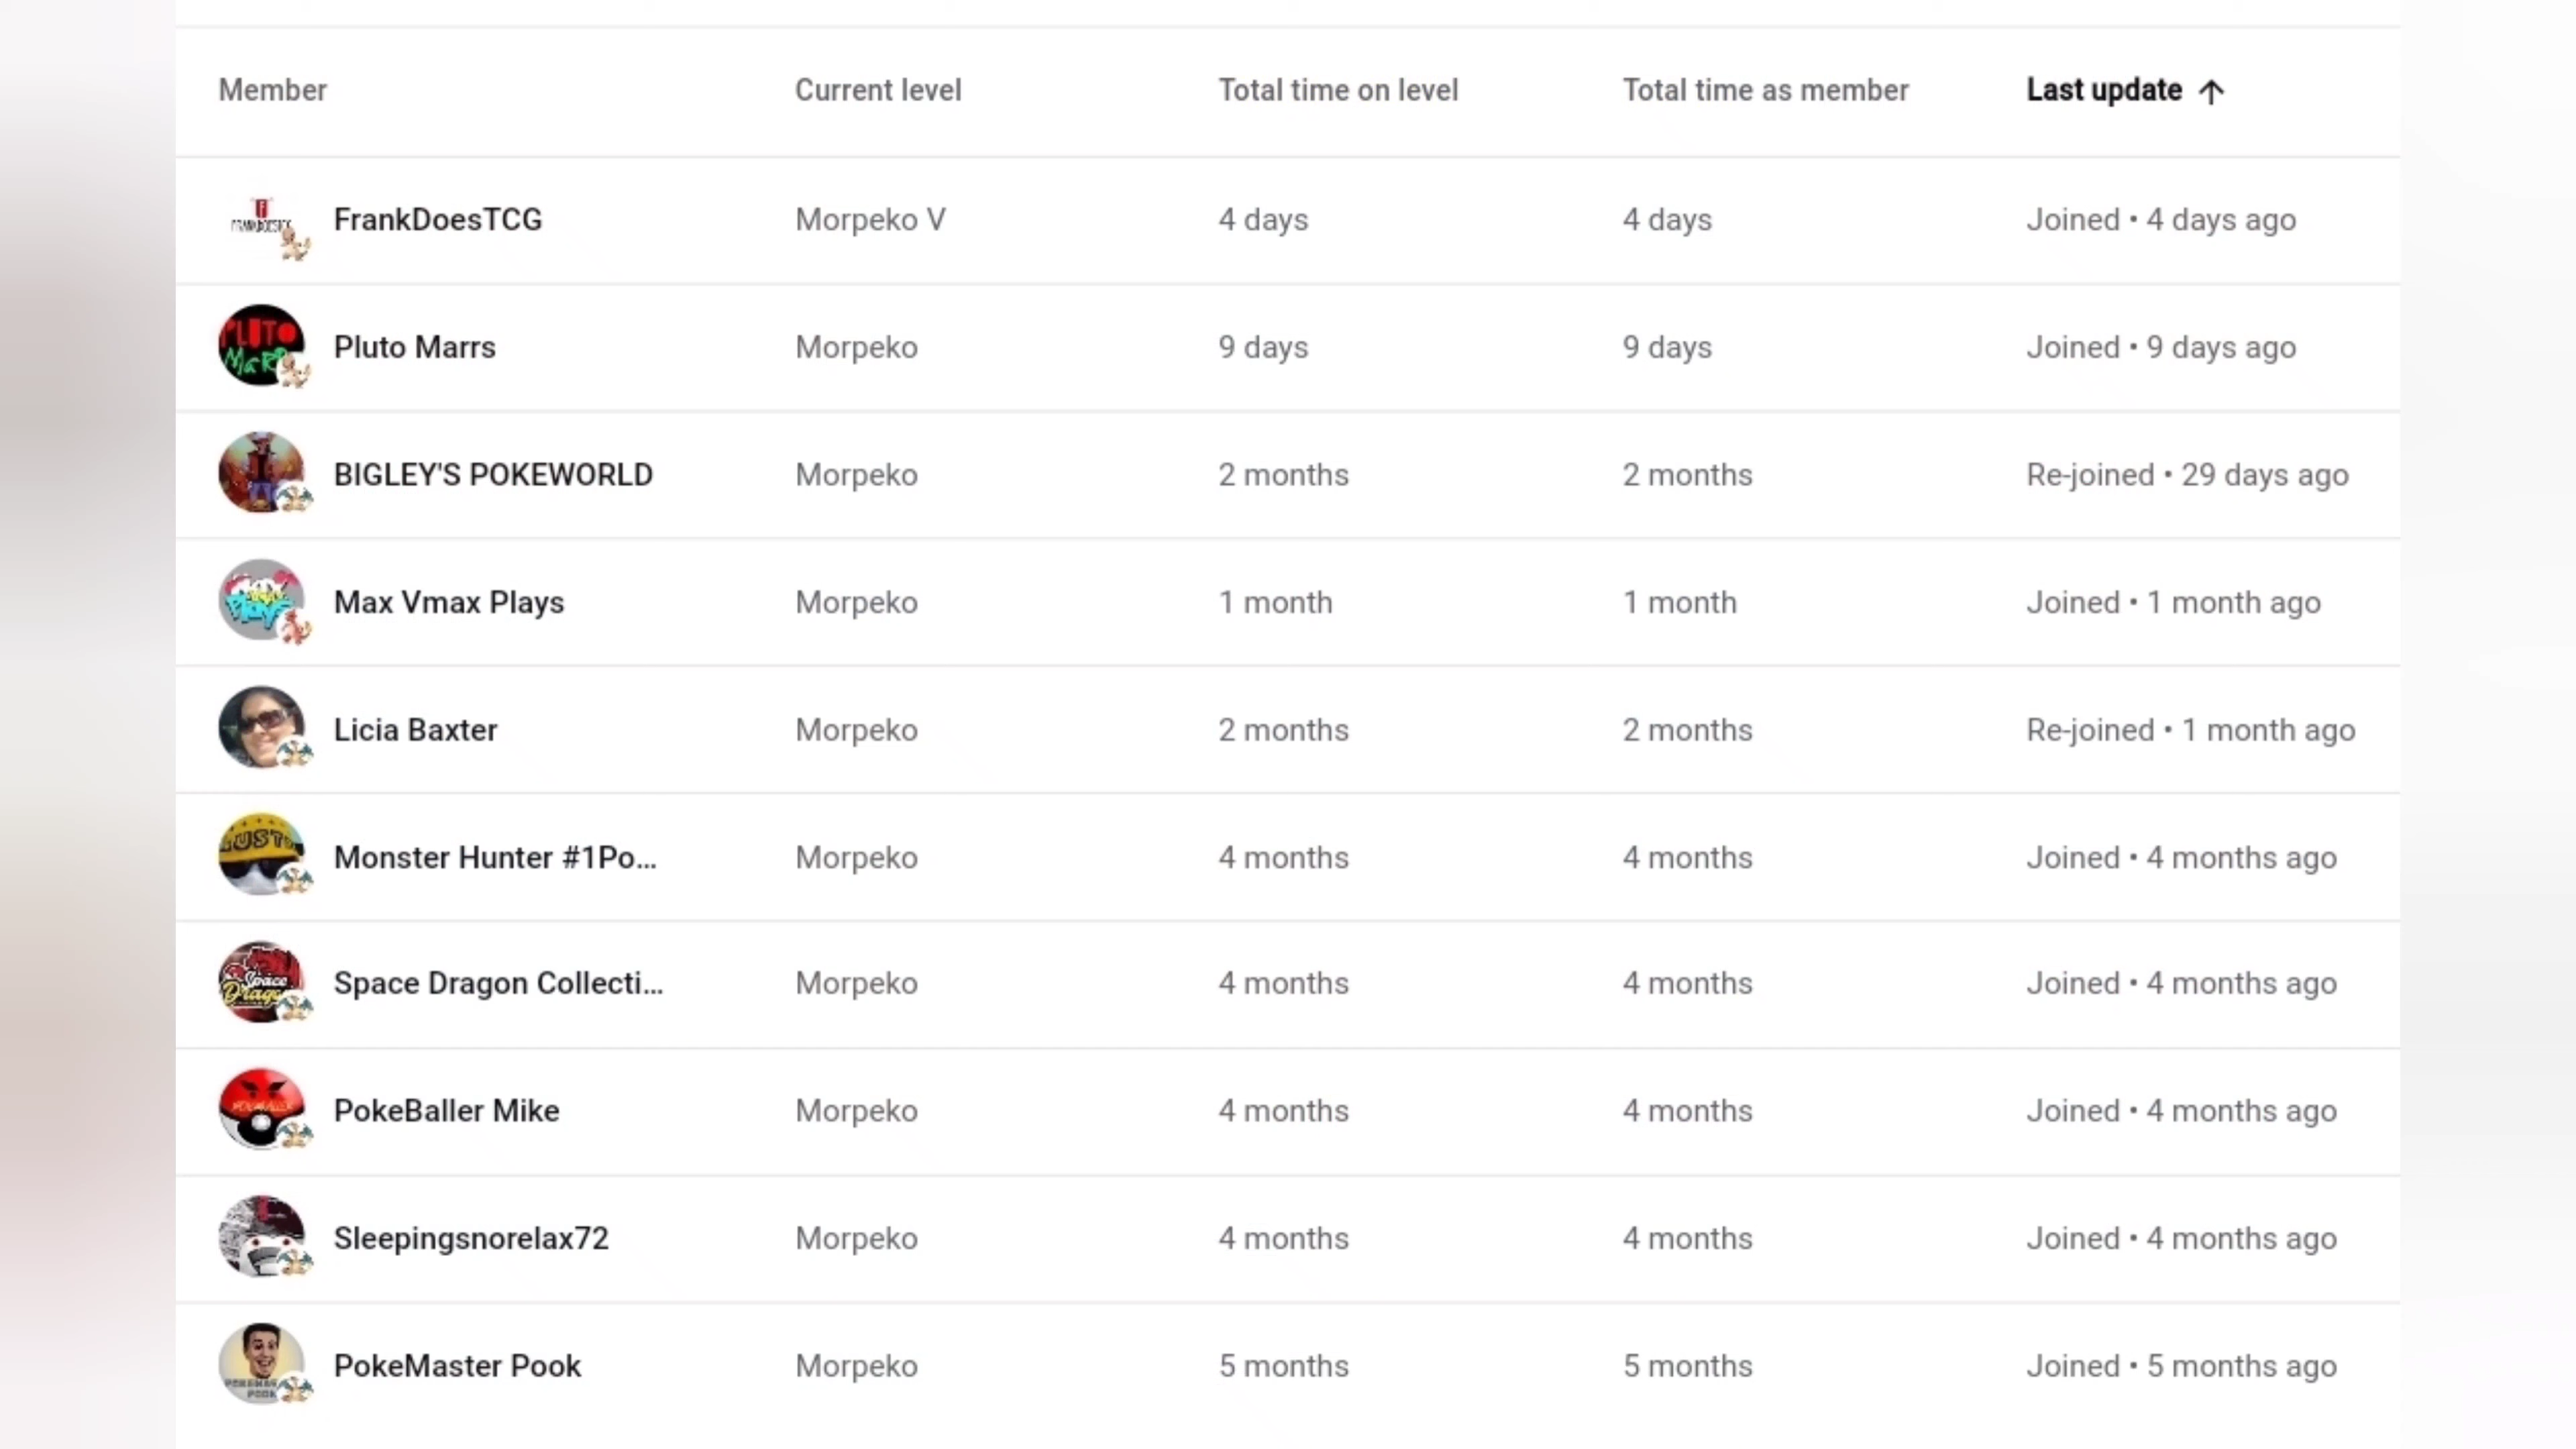 Member Current level Total time on level Total time as member Last update ↑
FrankDoesTCG Morpeko V 4 days 4 days Joined • 4 days ago
Pluto Marrs Morpeko 9 days 9 days Joined • 9 days ago
BIGLEY'S POKEWORLD Morpeko 2 months 2 months Re-joined • 29 days ago
Max Vmax Plays Morpeko 1 month 1 month Joined • 1 month ago
Licia Baxter Morpeko 2 months 2 months Re-joined • 1 month ago
Monster Hunter #1Po... Morpeko 4 months 4 months Joined • 4 months ago
Space Dragon Collecti... Morpeko 4 months 4 months Joined • 4 months ago
PokeBaller Mike Morpeko 4 months 4 months Joined • 4 months ago
Sleepingsnorelax72 Morpeko 4 months 4 months Joined • 4 months ago
PokeMaster Pook Morpeko 5 months 5 months Joined • 5 months ago